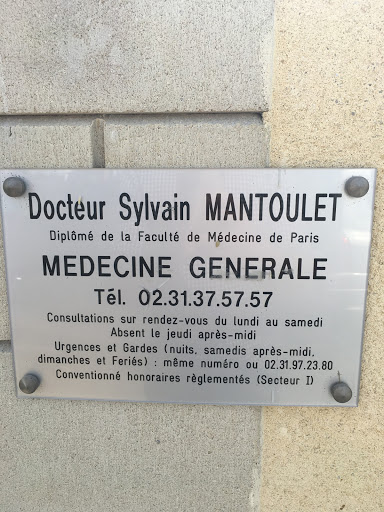 Docteur Sylvain MANTOULET
Diplômé de la Faculté de Médecine de Paris
MEDECINE GENERALE
Tél. 02.31.37.57.57
Consultations sur rendez-vous du lundi au samedi
Absent le jeudi après-midi
Urgences et Gardes (nuits, samedis après-midi,
dimanches et Feriés) : même numéro ou 02.31.97.23.80
Conventionné honoraires règlementés (Secteur I)